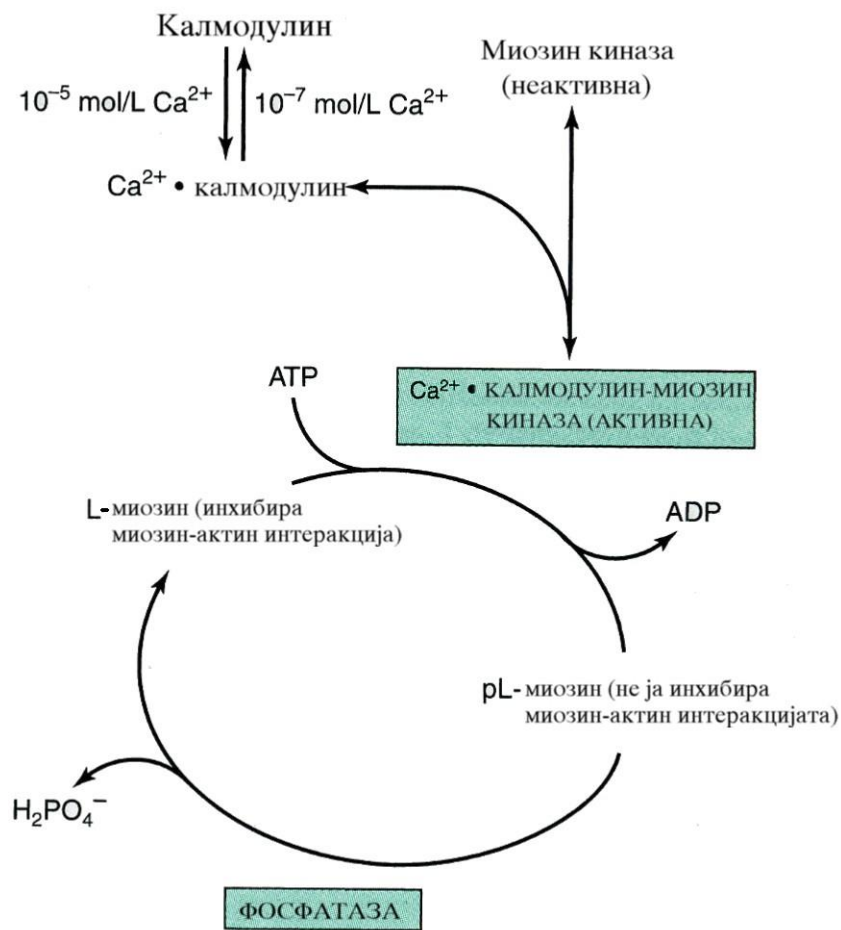 Калмодулин
Миозин киназа
(неактивна)
10⁻⁵ mol/L Ca²⁺
10⁻⁷ mol/L Ca²⁺
Ca²⁺ • калмодулин
ATP
Ca²⁺ • КАЛМОДУЛИН-МИОЗИН
КИНАЗА (АКТИВНА)
L-миозин (инхибира
миозин-актин интеракција)
ADP
pL- миозин (не ја инхибира
миозин-актин интеракцијата)
H₂PO₄⁻
ФОСФАТАЗА